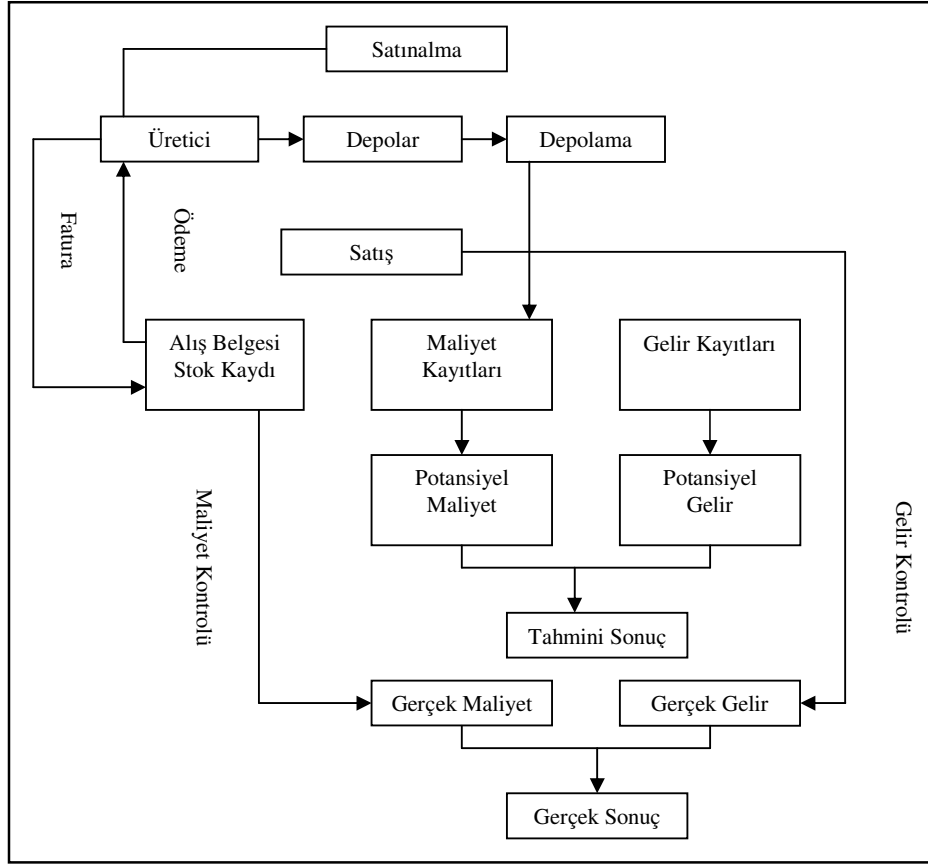 Satınalma
Üretici
Depolar
Depolama
Fatura
Ödeme
Satış
Alış Belgesi
Stok Kaydı
Maliyet
Kayıtları
Gelir Kayıtları
Potansiyel
Maliyet
Potansiyel
Gelir
Maliyet Kontrolü
Gelir Kontrolü
Tahmini Sonuç
Gerçek Maliyet
Gerçek Gelir
Gerçek Sonuç